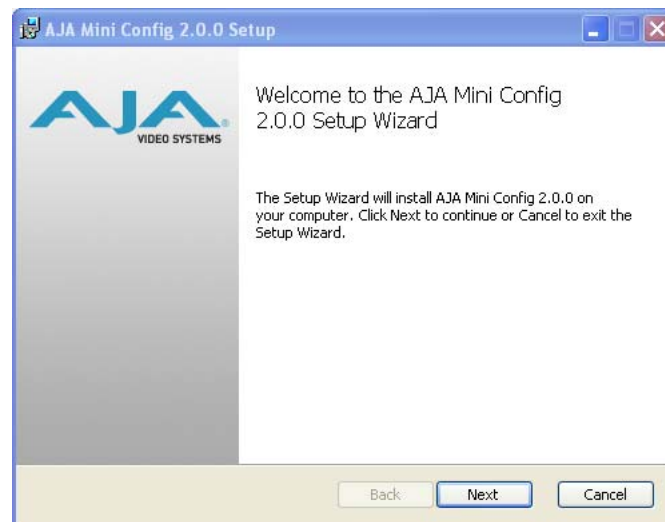 AJA Mini Config 2.0.0 Setup
AJA
VIDEO SYSTEMS
Welcome to the AJA Mini Config
2.0.0 Setup Wizard
The Setup Wizard will install AJA Mini Config 2.0.0 on
your computer. Click Next to continue or Cancel to exit the
Setup Wizard.
Back
Next
Cancel